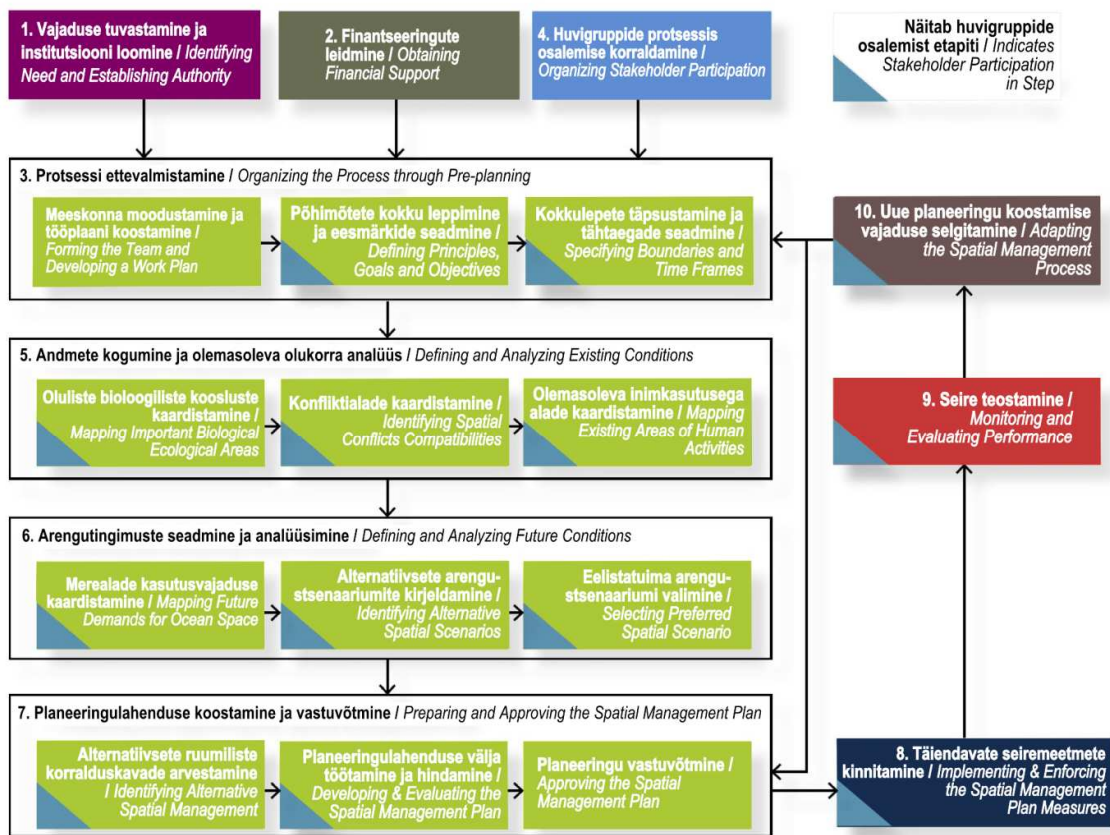 1. Vajaduse tuvastamine ja
institutsiooni loomine / Identifying
Need and Establishing Authority
2. Finantseeringute
leidmine / Obtaining
Financial Support
4. Huvigruppide protsessis
osalemise korraldamine /
Organizing Stakeholder Participation
Näitab huvigruppide
osalemist etapiti / Indicates
Stakeholder Participation
in Step
3. Protsessi ettevalmistamine / Organizing the Process through Pre-planning
Meeskonna moodustamine ja
tööplaani koostamine /
Forming the Team and
Developing a Work Plan
Põhimõtete kokku leppimine
ja eesmärkide seadmine /
Defining Principles,
Goals and Objectives
Kokkulepete täpsustamine ja
tähtaegade seadmine /
Specifying Boundaries and
Time Frames
10. Uue planeeringu koostamise
vajaduse selgitamine / Adapting
the Spatial Management
Process
5. Andmete kogumine ja olemasoleva olukorra analüüs / Defining and Analyzing Existing Conditions
Oluliste bioloogiliste koosluste
kaardistamine /
Mapping Important Biological
Ecological Areas
Konfliktialade kaardistamine /
Identifying Spatial
Conflicts Compatibilities
Olemasoleva inimkasutusega
alade kaardistamine / Mapping
Existing Areas of Human
Activities
9. Seire teostamine /
Monitoring and
Evaluating Performance
6. Arengutingimuste seadmine ja analüüsimine / Defining and Analyzing Future Conditions
Merealade kasutusvajaduse
kaardistamine / Mapping Future
Demands for Ocean Space
Alternatiivsete arengu-
stsenaariumite kirjeldamine /
Identifying Alternative
Spatial Scenarios
Eelistatuima arengu-
stsenaariumi valimine /
Selecting Preferred
Spatial Scenario
7. Planeeringulahenduse koostamine ja vastuvõtmine / Preparing and Approving the Spatial Management Plan
Alternatiivsete ruumiliste
korralduskavade arvestamine
/ Identifying Alternative
Spatial Management
Planeeringulahenduse välja
töötamine ja hindamine /
Developing & Evaluating the
Spatial Management Plan
Planeeringu vastuvõtmine /
Approving the Spatial
Management Plan
8. Täiendavate seiremeetmete
kinnitamine / Implementing & Enforcing
the Spatial Management
Plan Measures